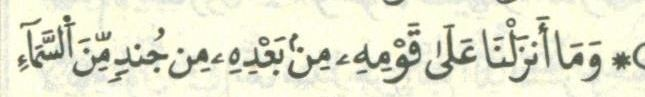 * وَمَا أَنزَلْنَا عَلَىٰ قَوْمِهِۦ مِنۢ بَعْدِهِۦ مِن جُندٍ مِّنَ ٱلسَّمَآءِ